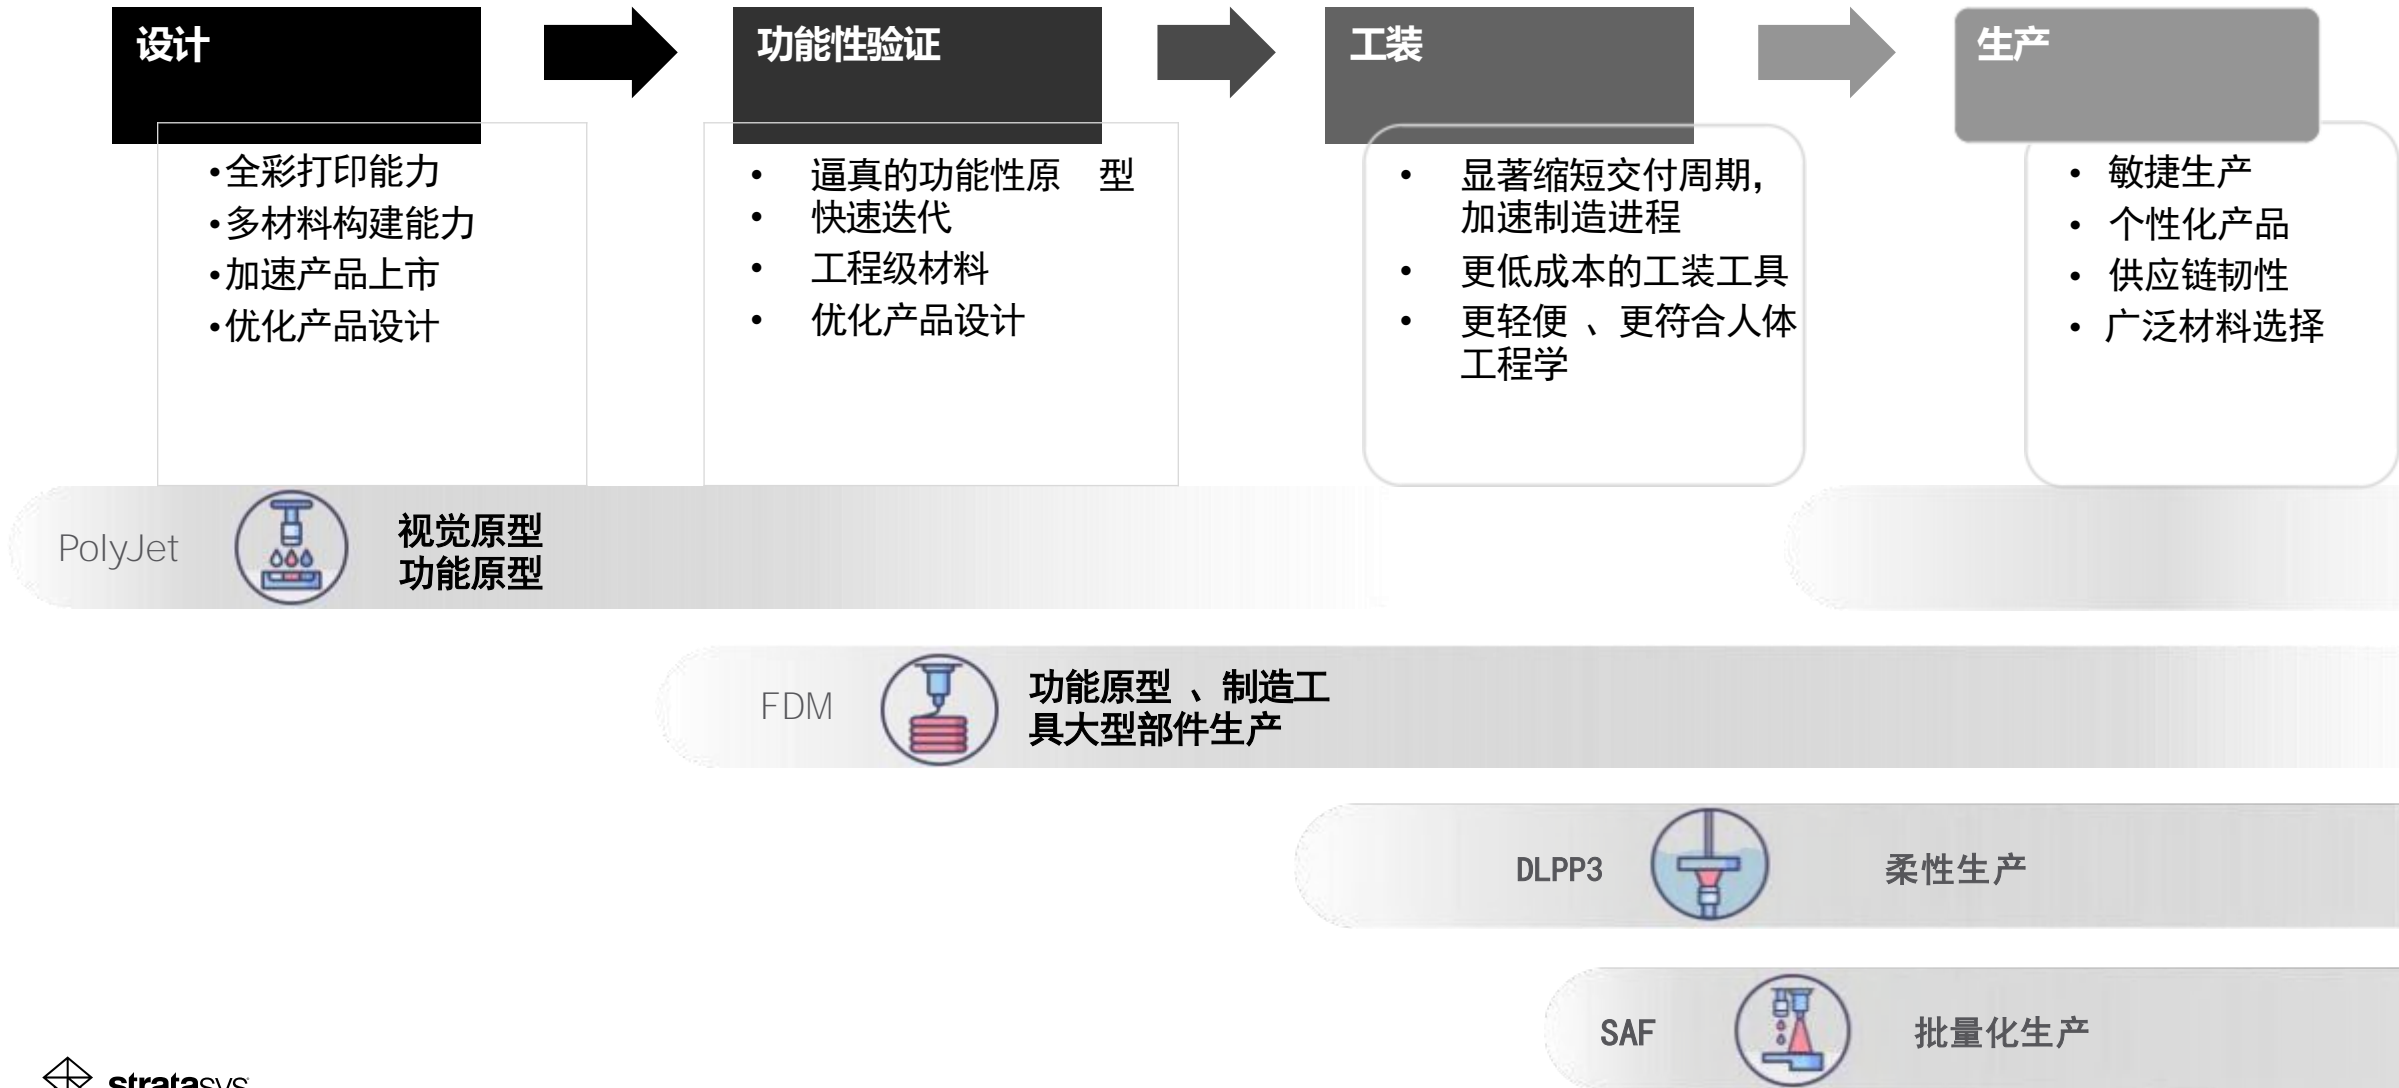 设计
功能性验证
工装
生产
•全彩打印能力
•多材料构建能力
•加速产品上市
•优化产品设计
• 逼真的功能性原 型
• 快速迭代
• 工程级材料
• 优化产品设计
• 显著缩短交付周期，
加速制造进程
• 更低成本的工装工具
• 更轻便 、更符合人体
工程学
• 敏捷生产
• 个性化产品
• 供应链韧性
• 广泛材料选择
PolyJet
视觉原型
功能原型
FDM
功能原型 、制造工
具大型部件生产
DLPP3
柔性生产
SAF
批量化生产
stratasys